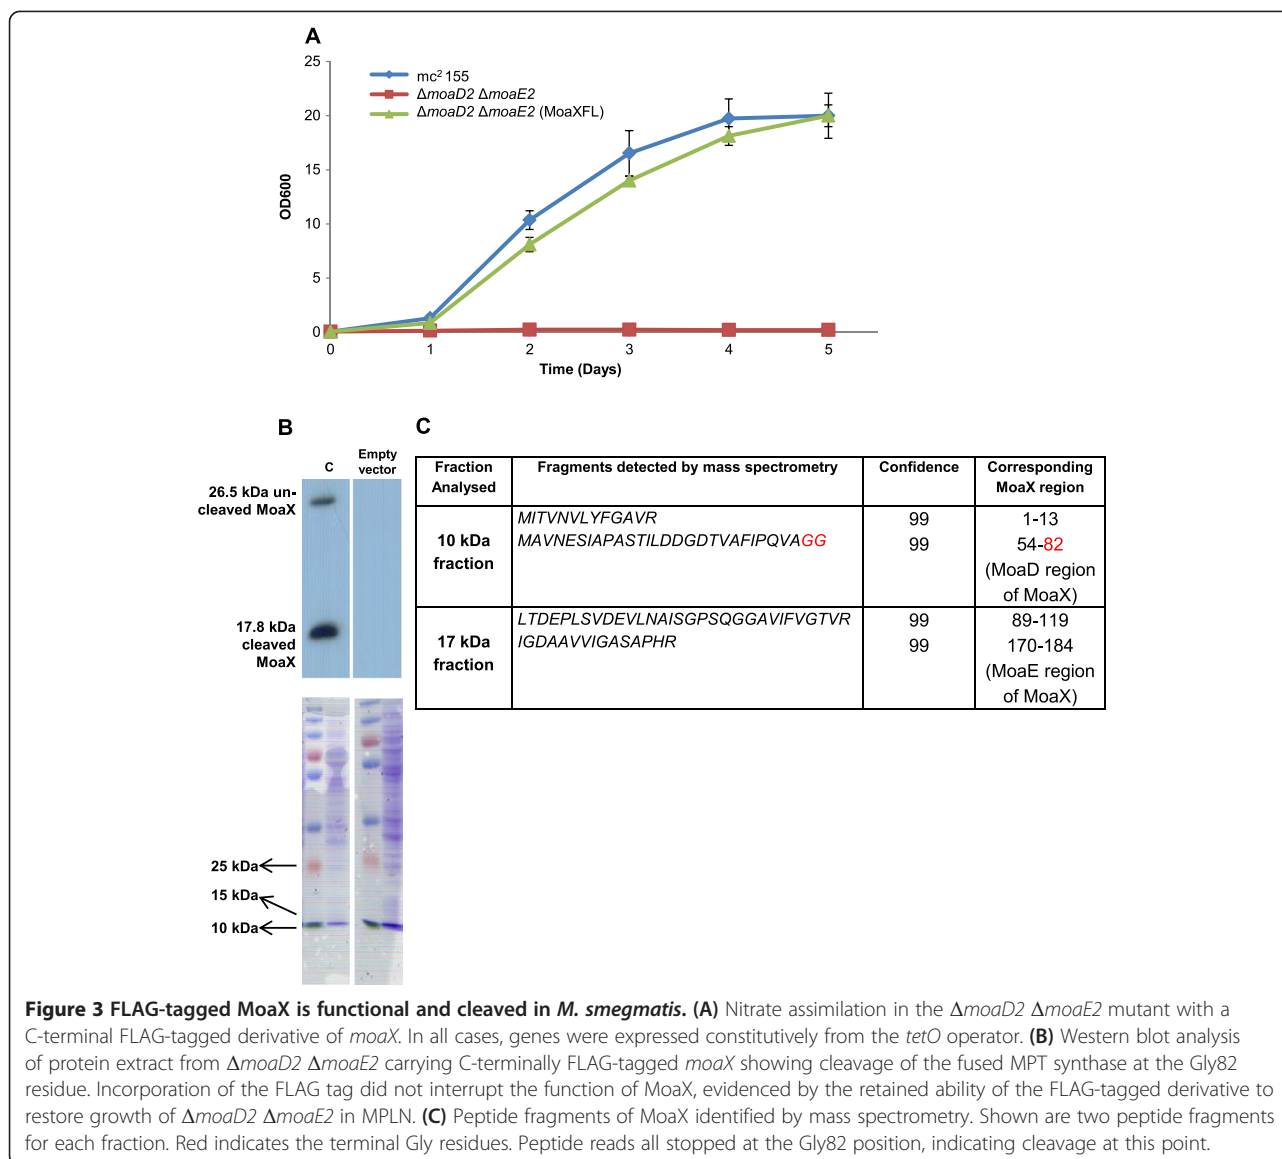 A
25
20
15
10
5
0
OD600
mc² 155
ΔmoaD2 ΔmoaE2
ΔmoaD2 ΔmoaE2 (MoaXFL)
0 1 2 3 4 5
Time (Days)
B
C
Empty
vector
C
26.5 kDa un-
cleaved MoaX
17.8 kDa
cleaved
MoaX
25 kDa
15 kDa
10 kDa
Fraction Analysed | Fragments detected by mass spectrometry | Confidence | Corresponding MoaX region
10 kDa fraction
MITVNVLYFGAVR 99 1-13
MAVNESIAPASTILDDGDTVAFIPQVAGG 99 54-82
(MoaD region
of MoaX)
17 kDa fraction
LTDEPLSVDEVLNAISGPSQGGAVIFVGTVR 99 89-119
IGDAAVVIGASAPHR 99 170-184
(MoaE region
of MoaX)
Figure 3 FLAG-tagged MoaX is functional and cleaved in M. smegmatis. (A) Nitrate assimilation in the ΔmoaD2 ΔmoaE2 mutant with a
C-terminal FLAG-tagged derivative of moaX. In all cases, genes were expressed constitutively from the tetO operator. (B) Western blot analysis
of protein extract from ΔmoaD2 ΔmoaE2 carrying C-terminally FLAG-tagged moaX showing cleavage of the fused MPT synthase at the Gly82
residue. Incorporation of the FLAG tag did not interrupt the function of MoaX, evidenced by the retained ability of the FLAG-tagged derivative to
restore growth of ΔmoaD2 ΔmoaE2 in MPLN. (C) Peptide fragments of MoaX identified by mass spectrometry. Shown are two peptide fragments
for each fraction. Red indicates the terminal Gly residues. Peptide reads all stopped at the Gly82 position, indicating cleavage at this point.